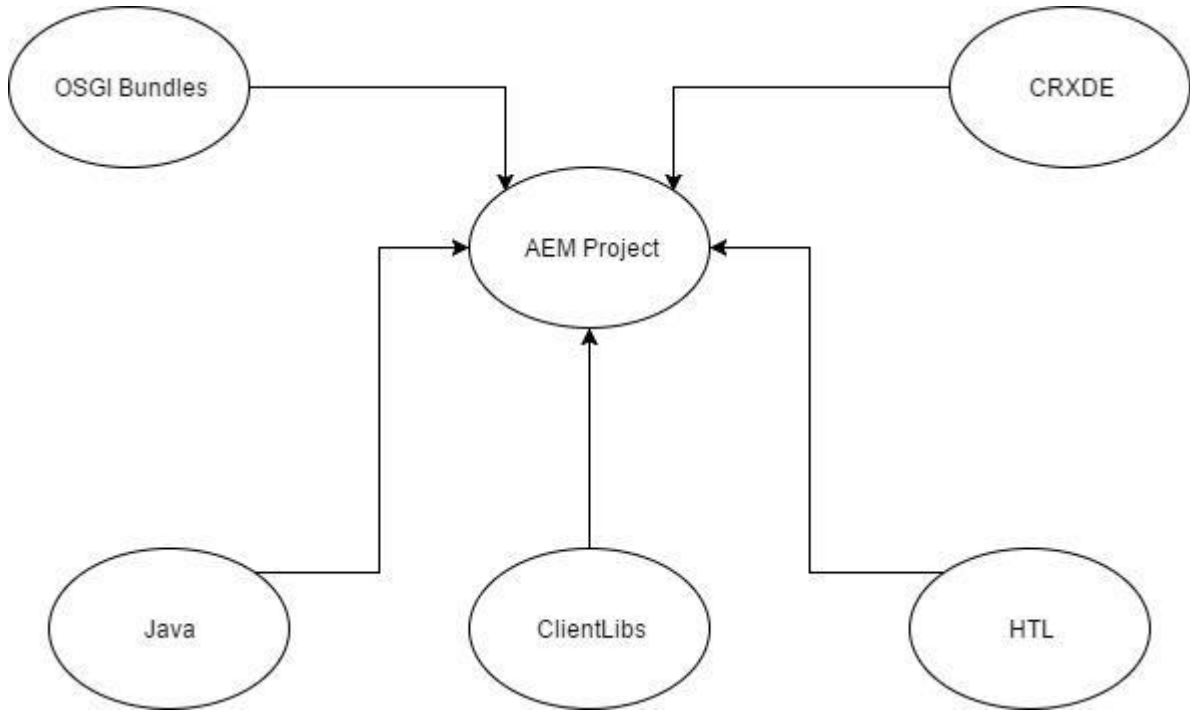 OSGI Bundles
CRXDE
AEM Project
Java
ClientLibs
HTL